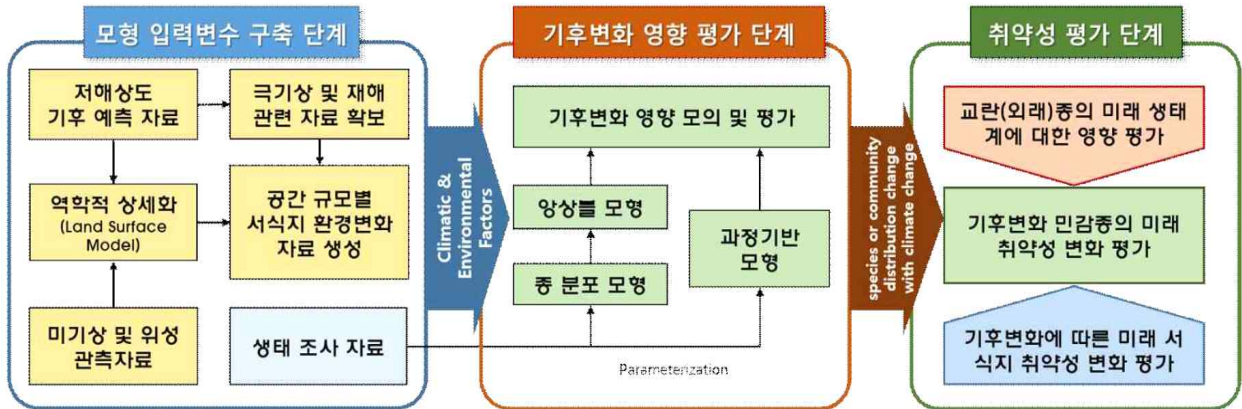 모형 입력변수 구축 단계
저해상도
기후 예측 자료
극기상 및 재해
관련 자료 확보
역학적 상세화
(Land Surface
Model)
공간 규모별
서식지 환경변화
자료 생성
미기상 및 위성
관측자료
생태 조사 자료
Climatic &
Environmental
Factors
기후변화 영향 평가 단계
기후변화 영향 모의 및 평가
앙상블 모형
종 분포 모형
과정기반
모형
Parameterization
species or community
distribution change
with climate change
취약성 평가 단계
교란(외래)종의 미래 생태
계에 대한 영향 평가
기후변화 민감종의 미래
취약성 변화 평가
기후변화에 따른 미래 서
식지 취약성 변화 평가